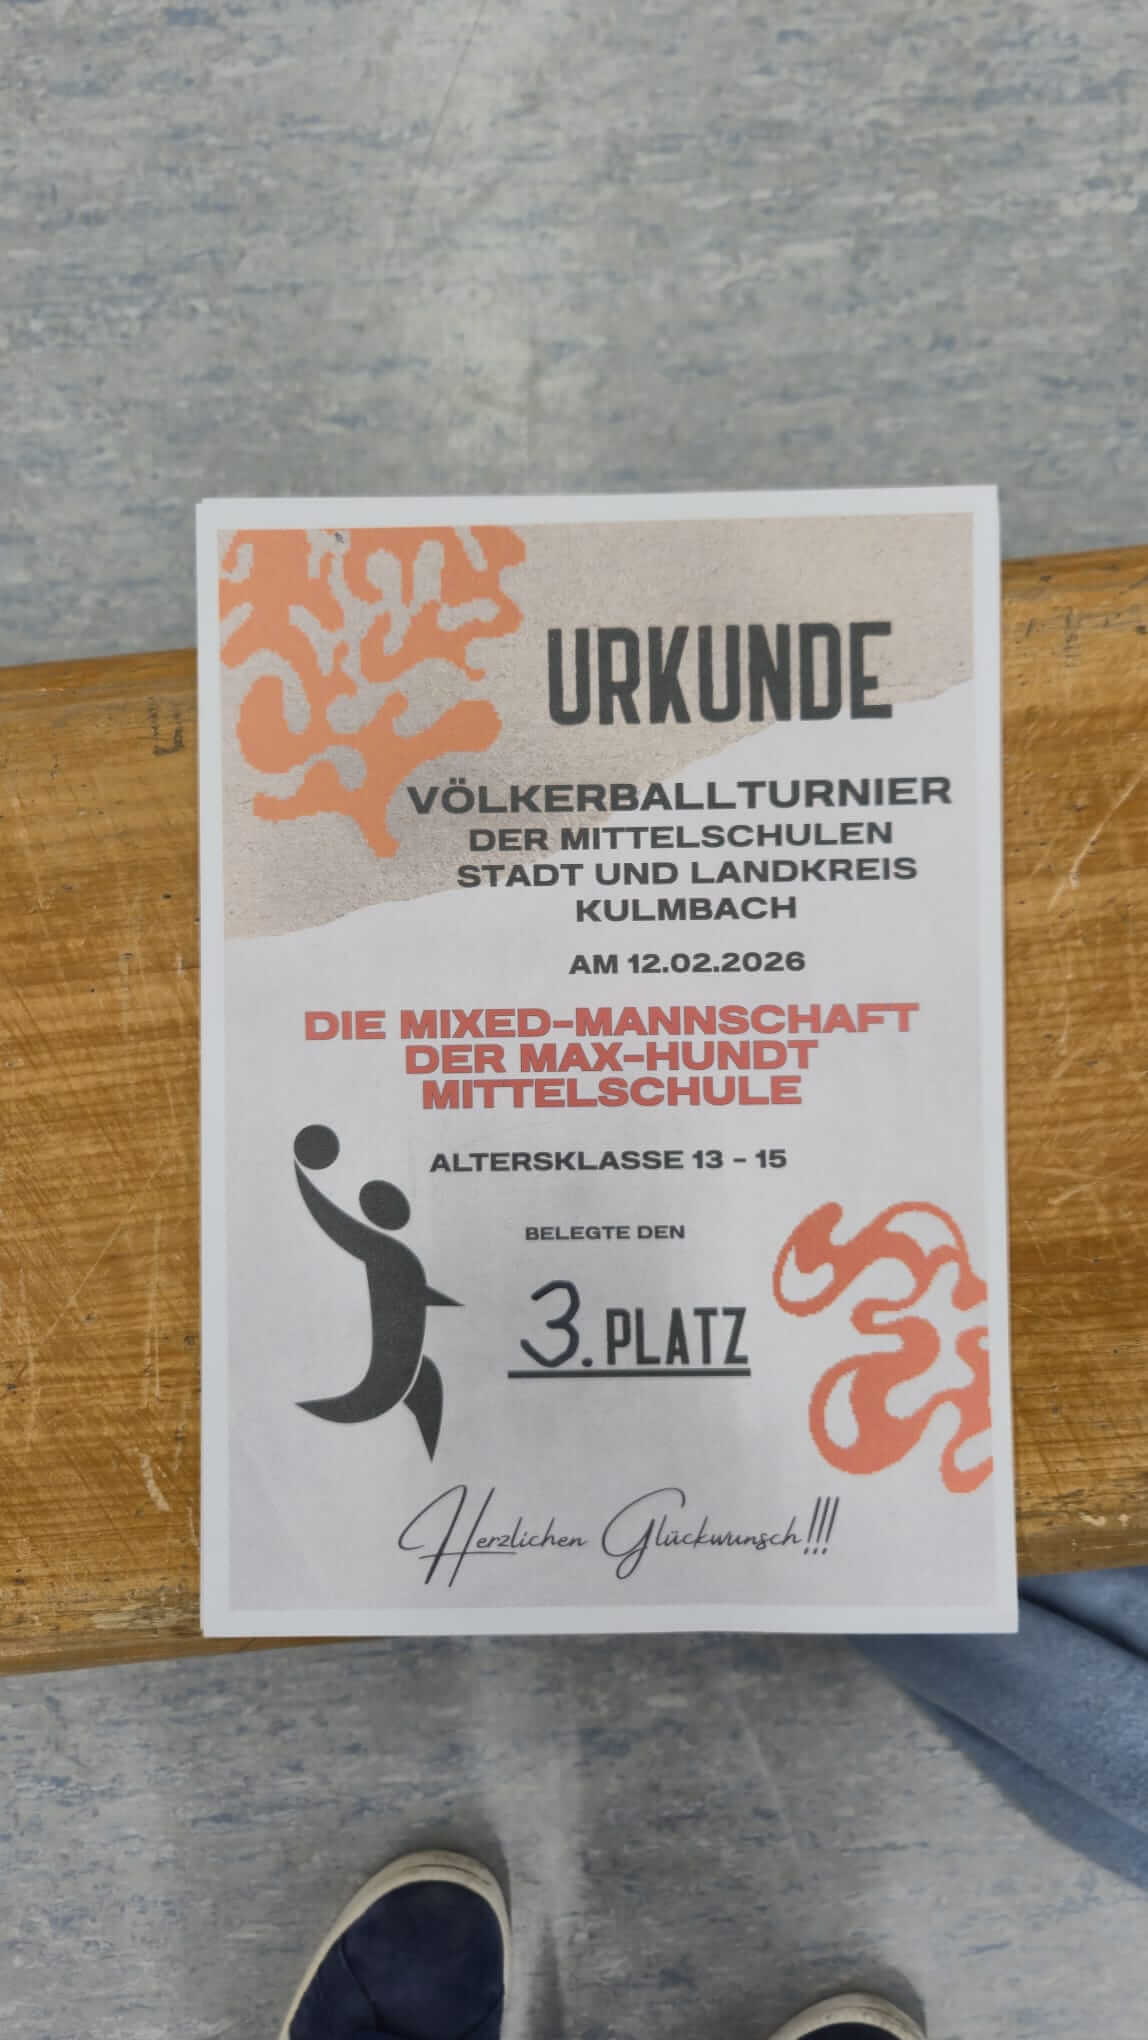 URKUNDE
VÖLKERBALLTURNIER
DER MITTELSCHULEN
STADT UND LANDKREIS
KULMBACH
AM 12.02.2026
DIE MIXED-MANNSCHAFT
DER MAX-HUNDT
MITTELSCHULE
ALTERSKLASSE 13 - 15
BELEGTE DEN
3. PLATZ
Herzlichen Glückwunsch!!!